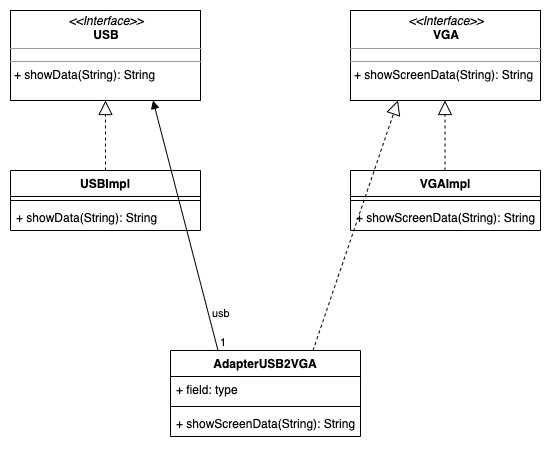 <<Interface>>
USB
+ showData(String): String
<<Interface>>
VGA
+ showScreenData(String): String
USBImpl
+ showData(String): String
VGAImpl
+ showScreenData(String): String
usb
1
AdapterUSB2VGA
+ field: type
+ showScreenData(String): String